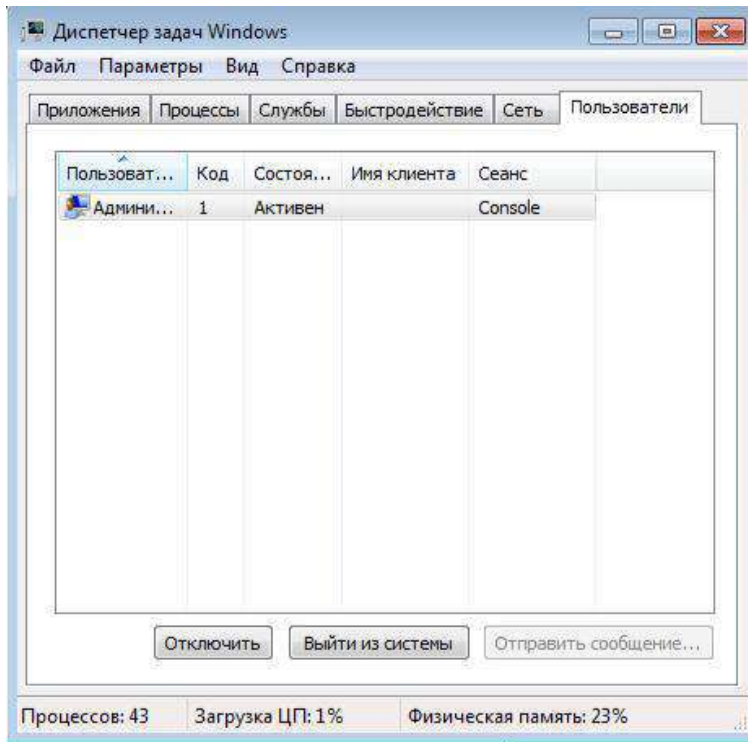 Диспетчер задач Windows
Файл Параметры Вид Справка
Приложения Процессы Службы Быстродействие Сеть Пользователи
Пользоват... Код Состоя... Имя клиента Сеанс
Админи... 1 Активен Console
Отключить Выйти из системы Отправить сообщение...
Процессов: 43 Загрузка ЦП: 1% Физическая память: 23%